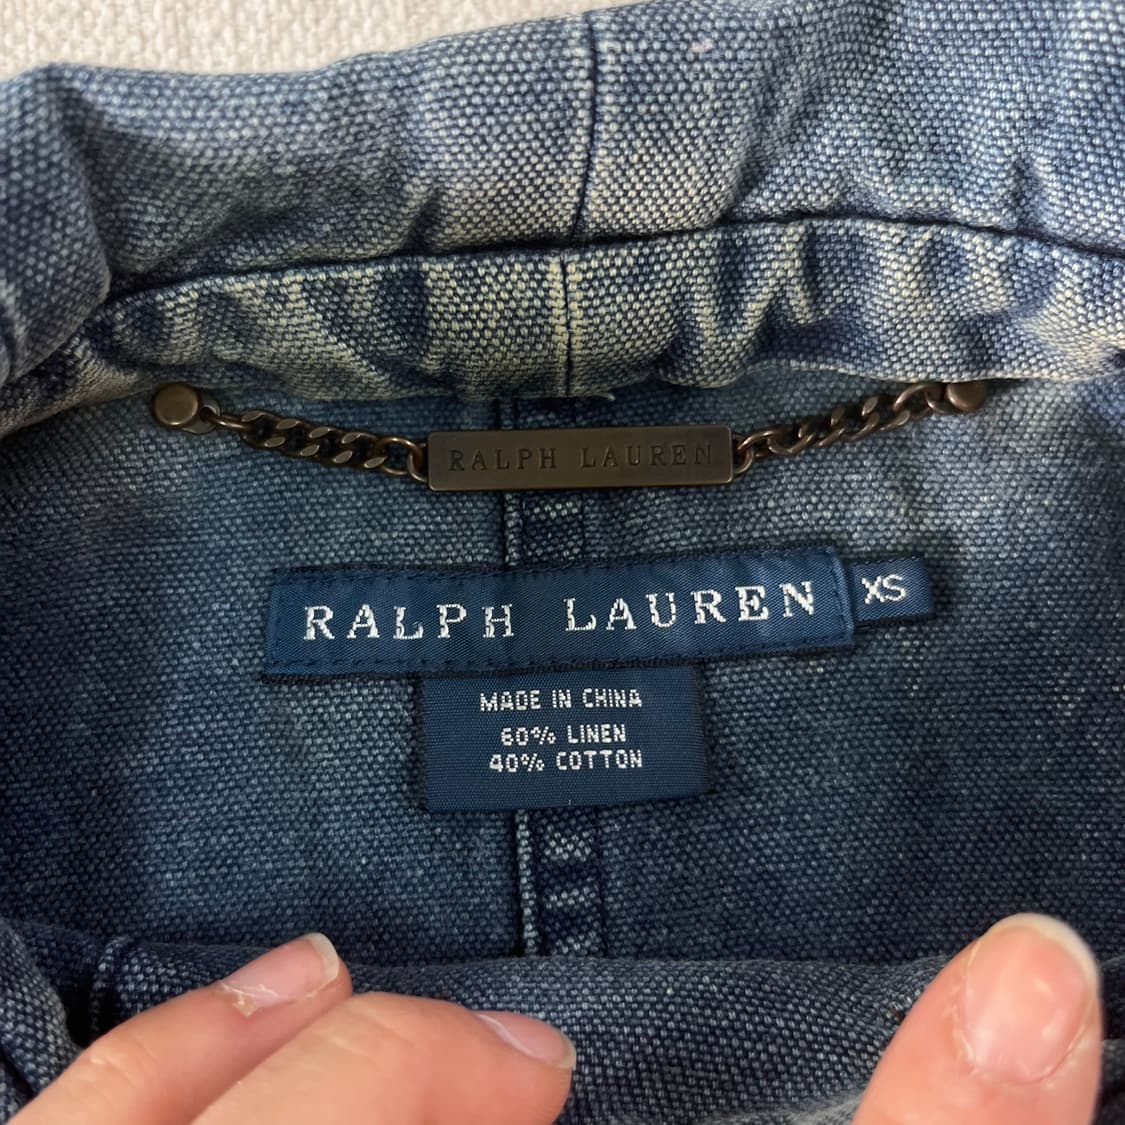 RALPH LAUREN
RALPH LAUREN XS
MADE IN CHINA
60% LINEN
40% COTTON